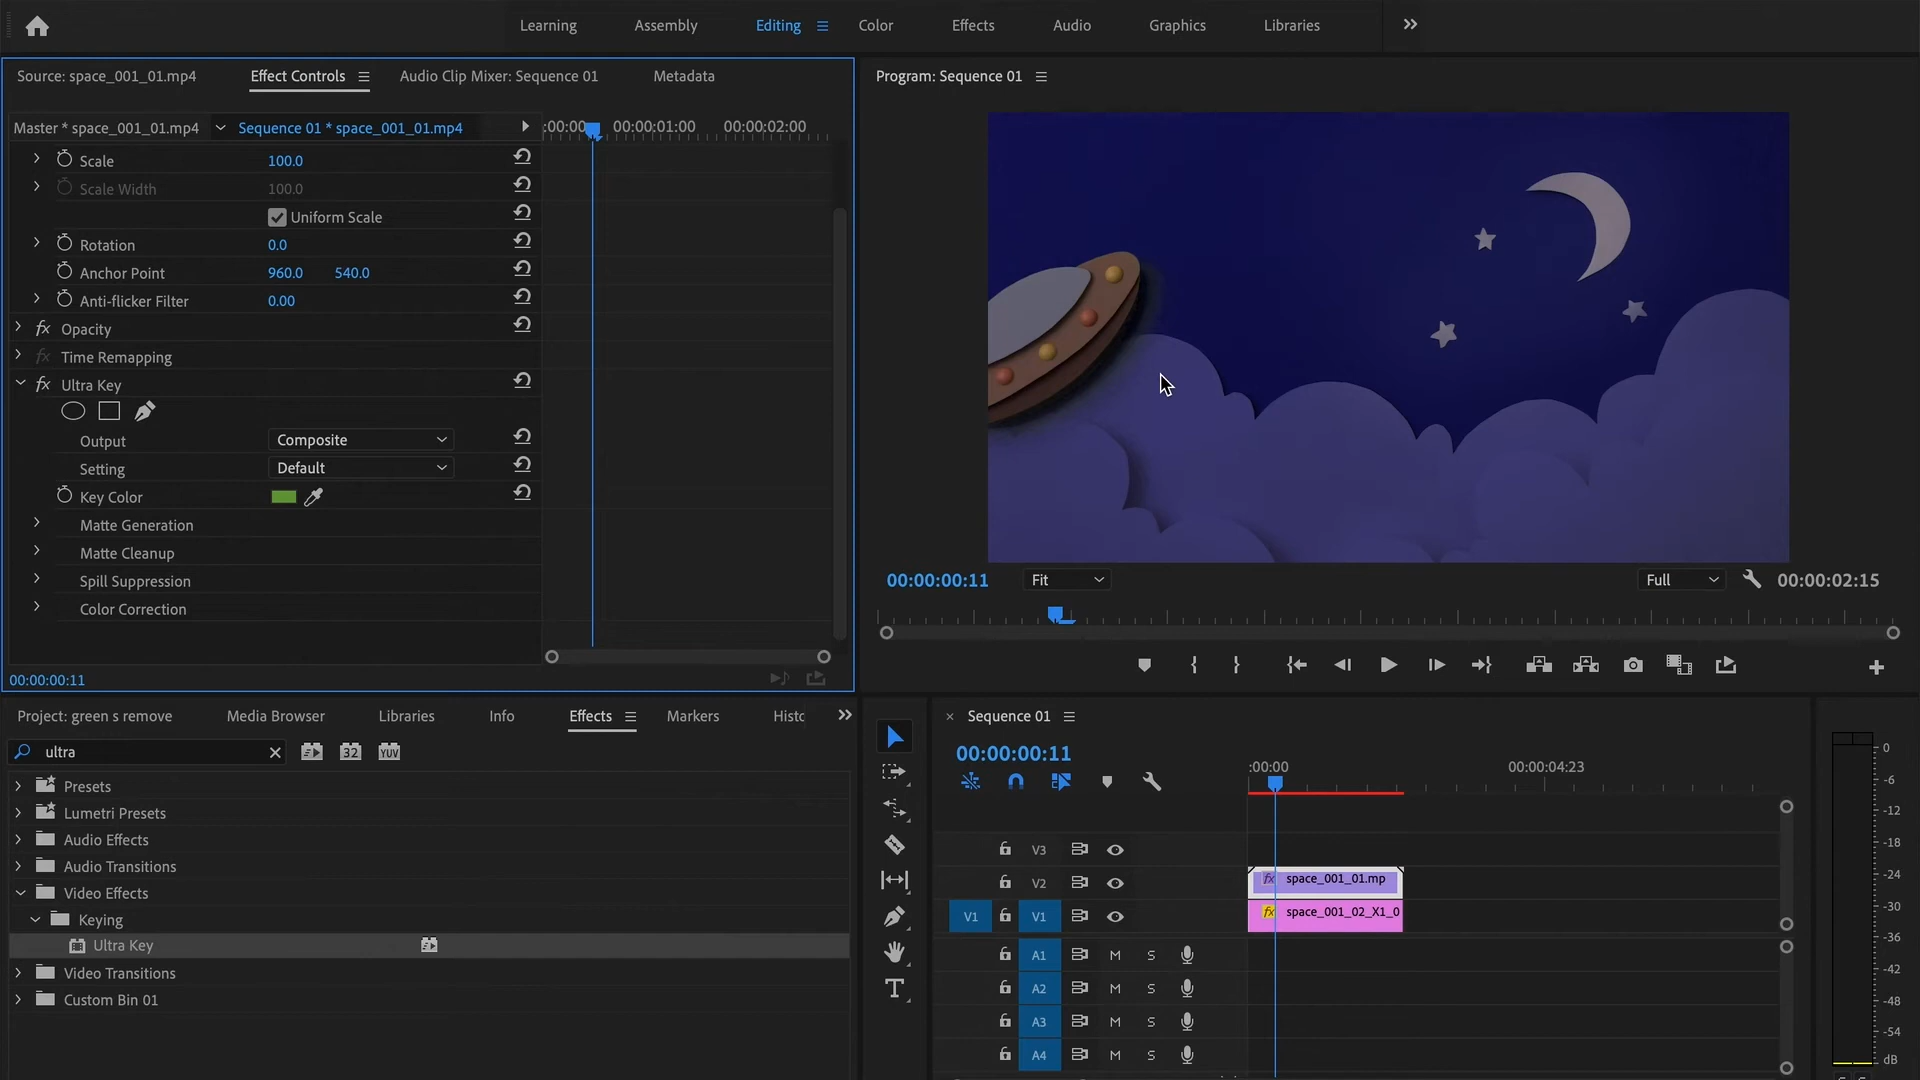 Learning Assembly Editing Color Effects Audio Graphics Libraries
Source: space_001_01.mp4 Effect Controls Audio Clip Mixer: Sequence 01 Metadata
Master * space_001_01.mp4 Sequence 01 * space_001_01.mp4
:00:00 00:00:01:00 00:00:02:00
Scale 100.0
Scale Width 100.0
Uniform Scale
Rotation 0.0
Anchor Point 960.0 540.0
Anti-flicker Filter 0.00
fx Opacity
fx Time Remapping
fx Ultra Key
Output Composite
Setting Default
Key Color
Matte Generation
Matte Cleanup
Spill Suppression
Color Correction
00:00:00:11
Program: Sequence 01
00:00:00:11 Fit Full 00:00:02:15
Project: green s remove Media Browser Libraries Info Effects Markers Histo
ultra 32 YUV
Presets
Lumetri Presets
Audio Effects
Audio Transitions
Video Effects
Keying
Ultra Key
Video Transitions
Custom Bin 01
× Sequence 01
00:00:00:11
:00:00 00:00:04:23
V3
V2 fx space_001_01.mp
V1 V1 fx space_001_02_X1_0
A1 M S
A2 M S
A3 M S
A4 M S
0
-6
-12
-18
-24
-30
-36
-42
-48
-54
dB